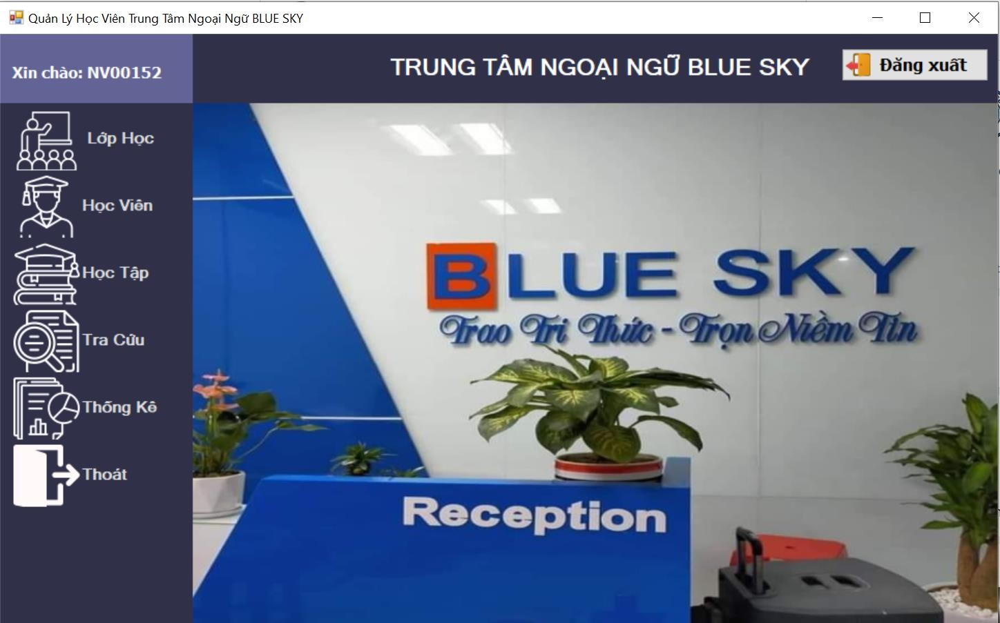 Quản Lý Học Viên Trung Tâm Ngoại Ngữ BLUE SKY
Xin chào: NV00152
TRUNG TÂM NGOẠI NGỮ BLUE SKY
Đăng xuất
Lớp Học
Học Viên
Học Tập
Tra Cứu
Thống Kê
Thoát
BLUE SKY
Trao Tri Thức - Trọn Niềm Tin
Reception